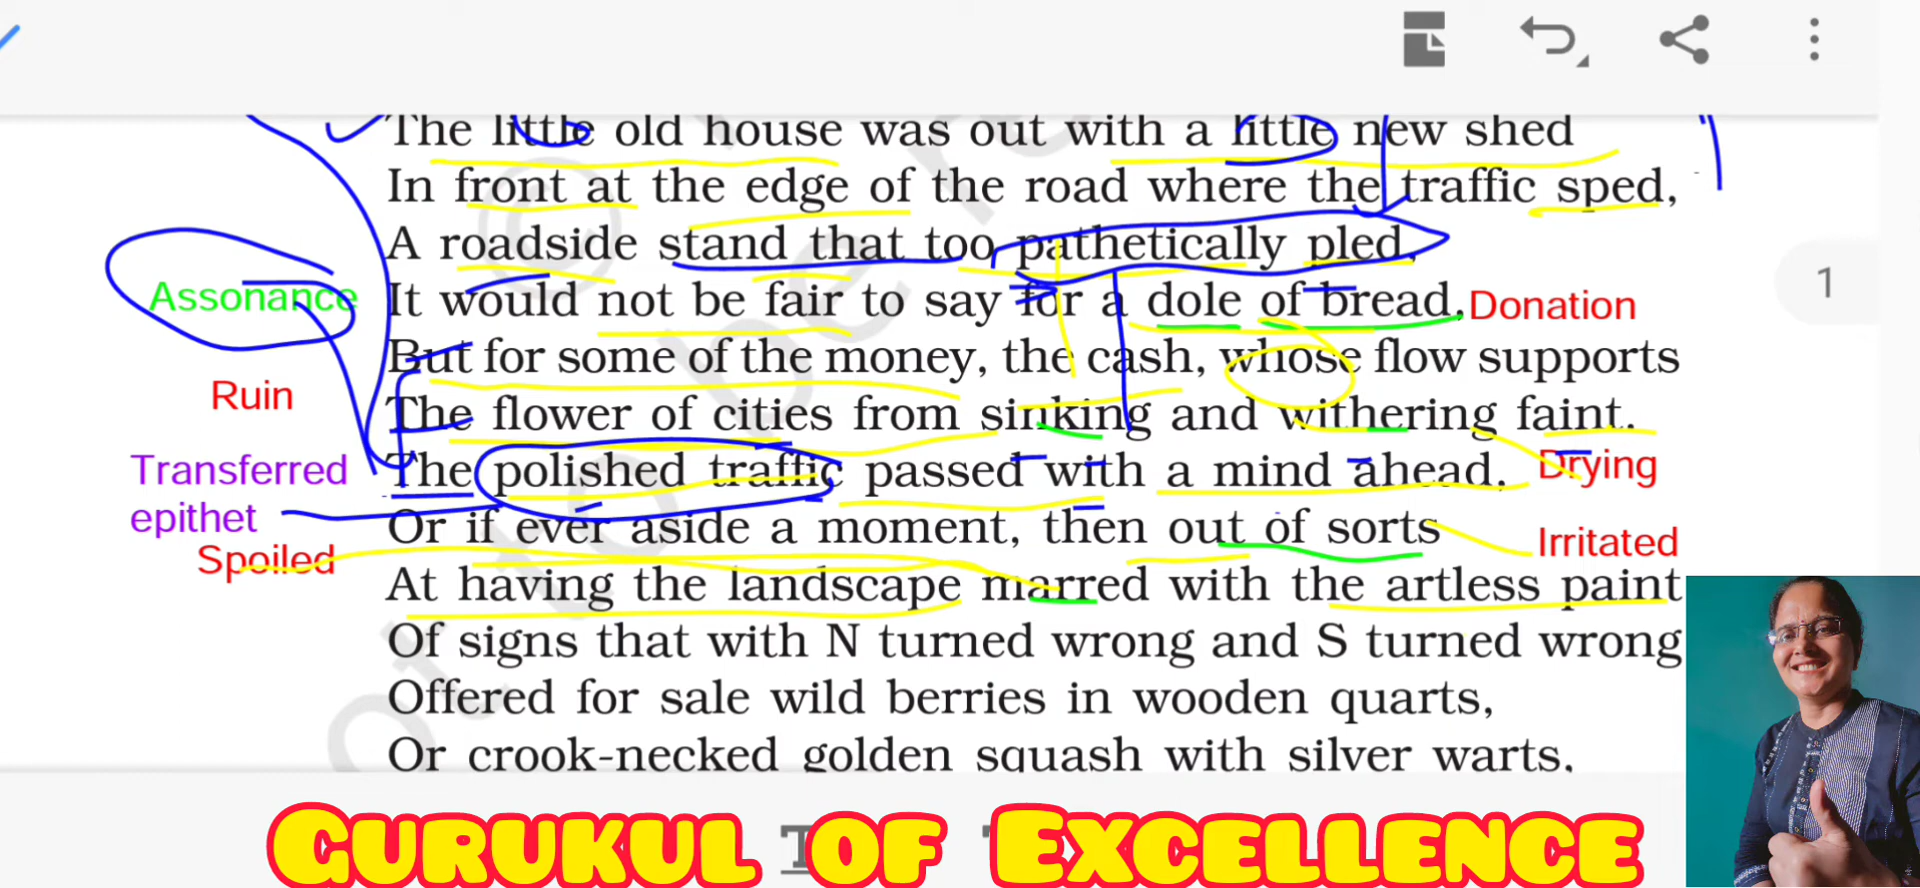 The little old house was out with a little new shed
In front at the edge of the road where the traffic sped,
A roadside stand that too pathetically pled,
Assonance It would not be fair to say for a dole of bread, Donation
But for some of the money, the cash, whose flow supports
Ruin
The flower of cities from sinking and withering faint.
Transferred The polished traffic passed with a mind ahead, Drying
epithet Or if ever aside a moment, then out of sorts Irritated
Spoiled
At having the landscape marred with the artless paint
Of signs that with N turned wrong and S turned wrong
Offered for sale wild berries in wooden quarts,
Or crook-necked golden squash with silver warts,
1
GURUKUL OF EXCELLENCE